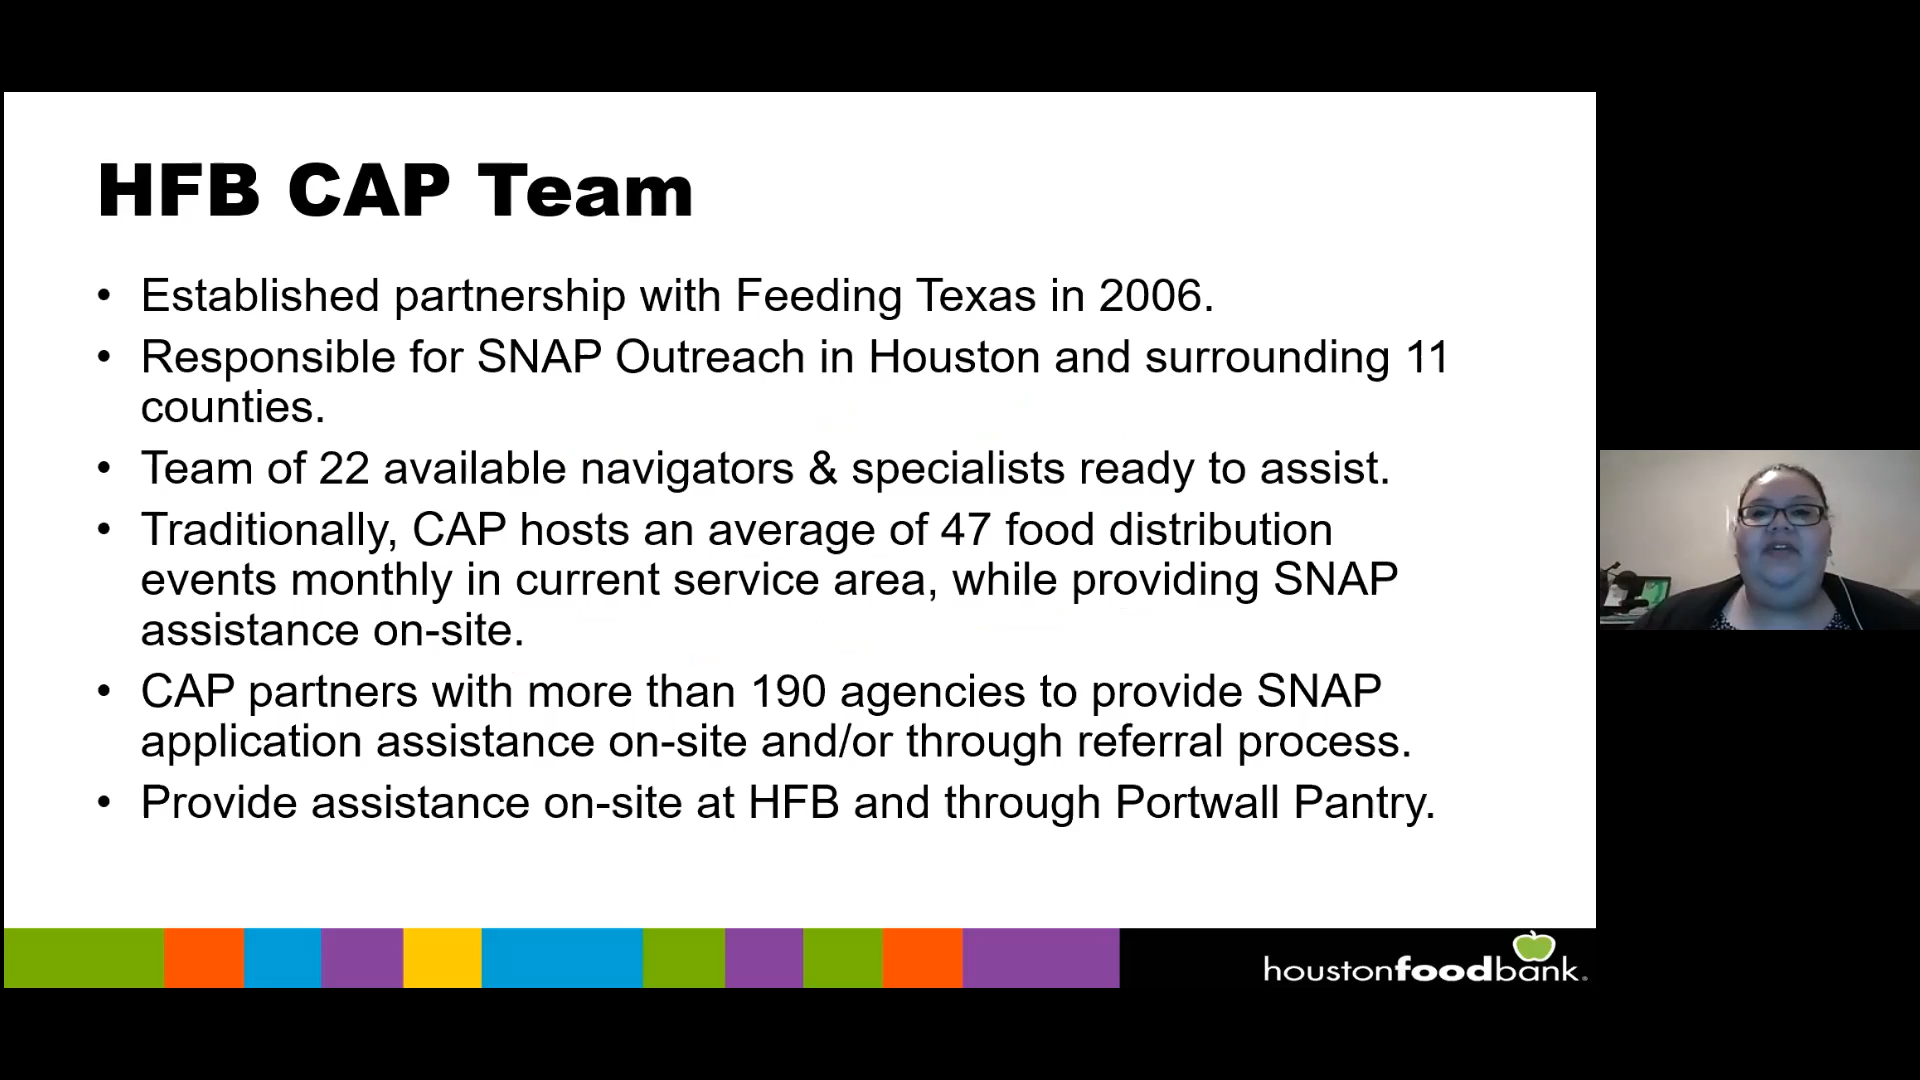 HFB CAP Team
• Established partnership with Feeding Texas in 2006.
• Responsible for SNAP Outreach in Houston and surrounding 11
counties.
• Team of 22 available navigators & specialists ready to assist.
• Traditionally, CAP hosts an average of 47 food distribution
events monthly in current service area, while providing SNAP
assistance on-site.
• CAP partners with more than 190 agencies to provide SNAP
application assistance on-site and/or through referral process.
• Provide assistance on-site at HFB and through Portwall Pantry.
houstonfoodbank.